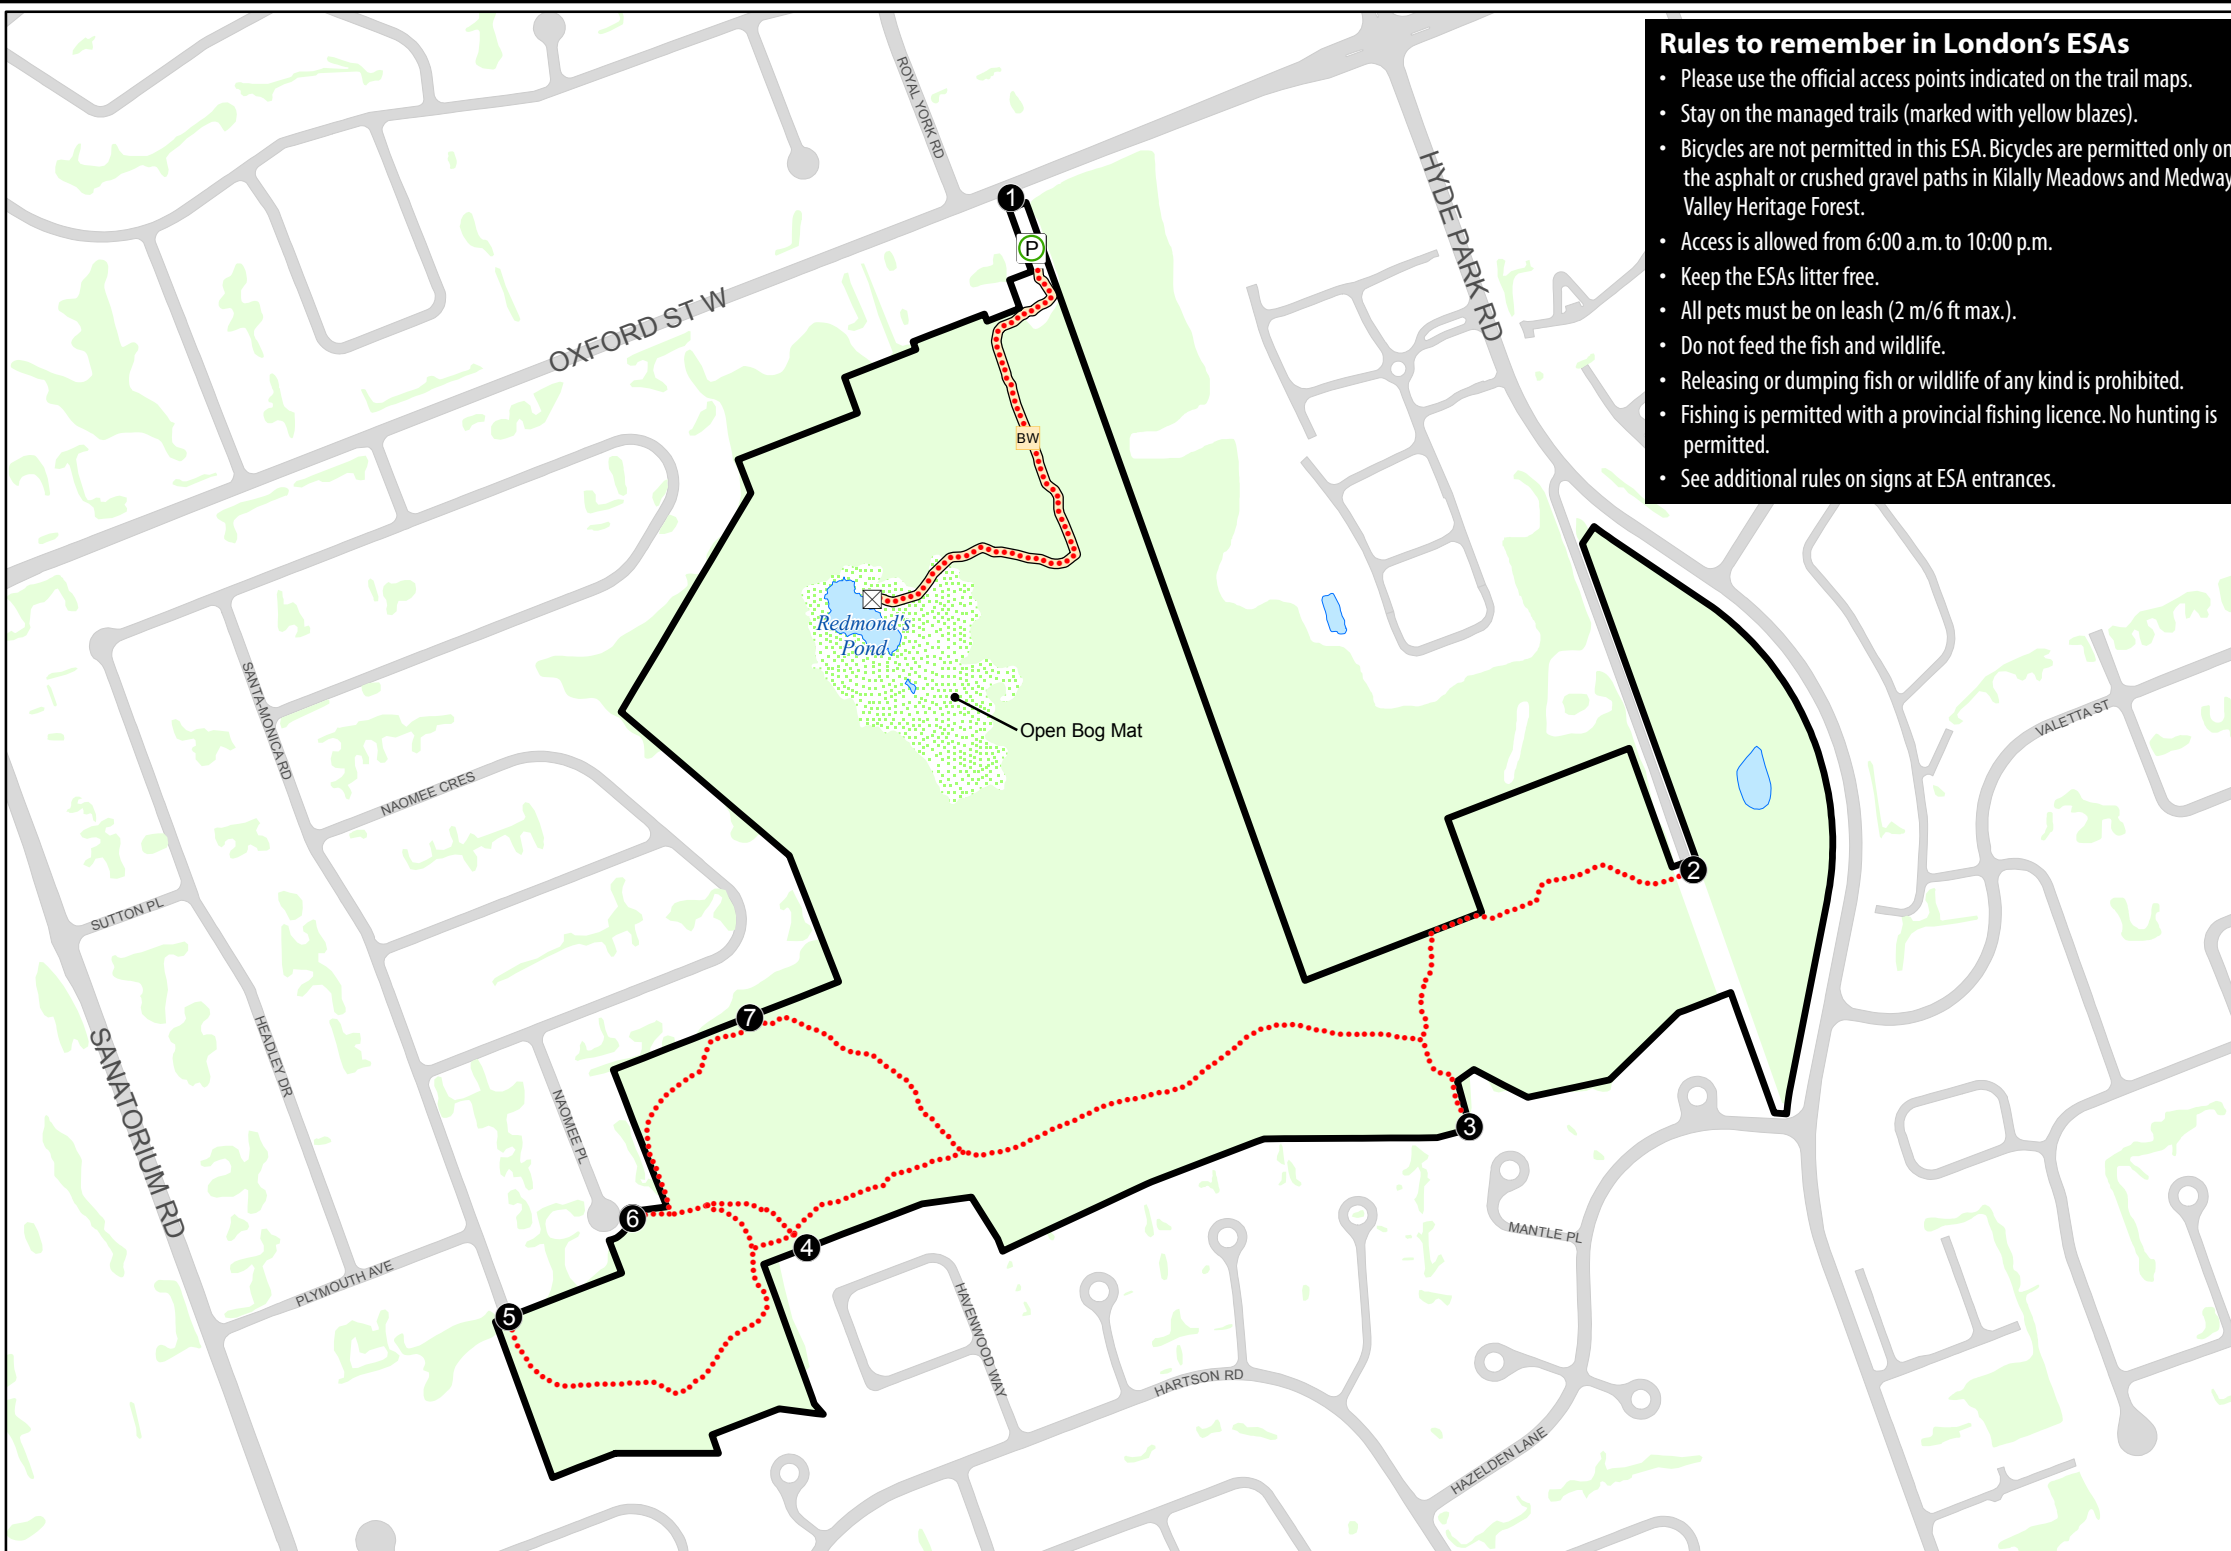 Rules to remember in London's ESAs
• Please use the official access points indicated on the trail maps.
• Stay on the managed trails (marked with yellow blazes).
• Bicycles are not permitted in this ESA. Bicycles are permitted only on
the asphalt or crushed gravel paths in Kilally Meadows and Medway
Valley Heritage Forest.
• Access is allowed from 6:00 a.m. to 10:00 p.m.
• Keep the ESAs litter free.
• All pets must be on leash (2 m/6 ft max.).
• Do not feed the fish and wildlife.
• Releasing or dumping fish or wildlife of any kind is prohibited.
• Fishing is permitted with a provincial fishing licence. No hunting is
permitted.
• See additional rules on signs at ESA entrances.
ROYAL YORK RD
1
P
HYDE PARK RD
OXFORD ST W
BW
Redmond's
Pond
Open Bog Mat
SANTA-MONICA RD
VALETTA ST
NAOMEE CRES
2
SUTTON PL
7
HEADLEY DR
SANATORIUM RD
NAOMEE PL
3
6
4
MANTLE PL
PLYMOUTH AVE
5
HAVENWOOD WAY
HARTSON RD
HAZELDEN LANE